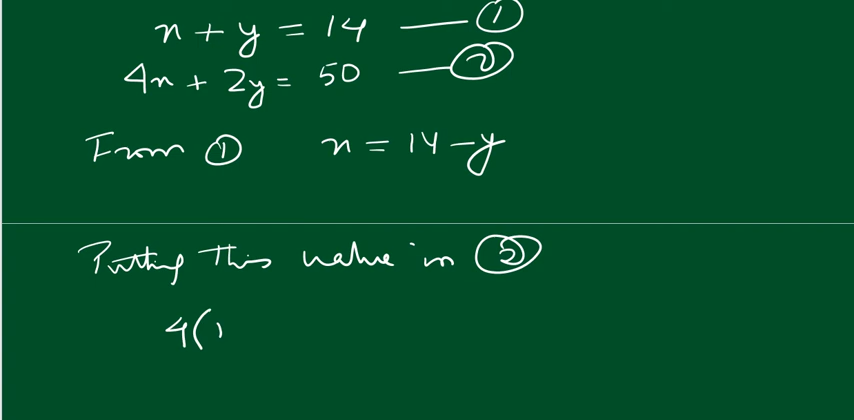 x + y = 14 —— ①
4x + 2y = 50 —— ②
From ① x = 14 – y
Putting this value in ②
4(1